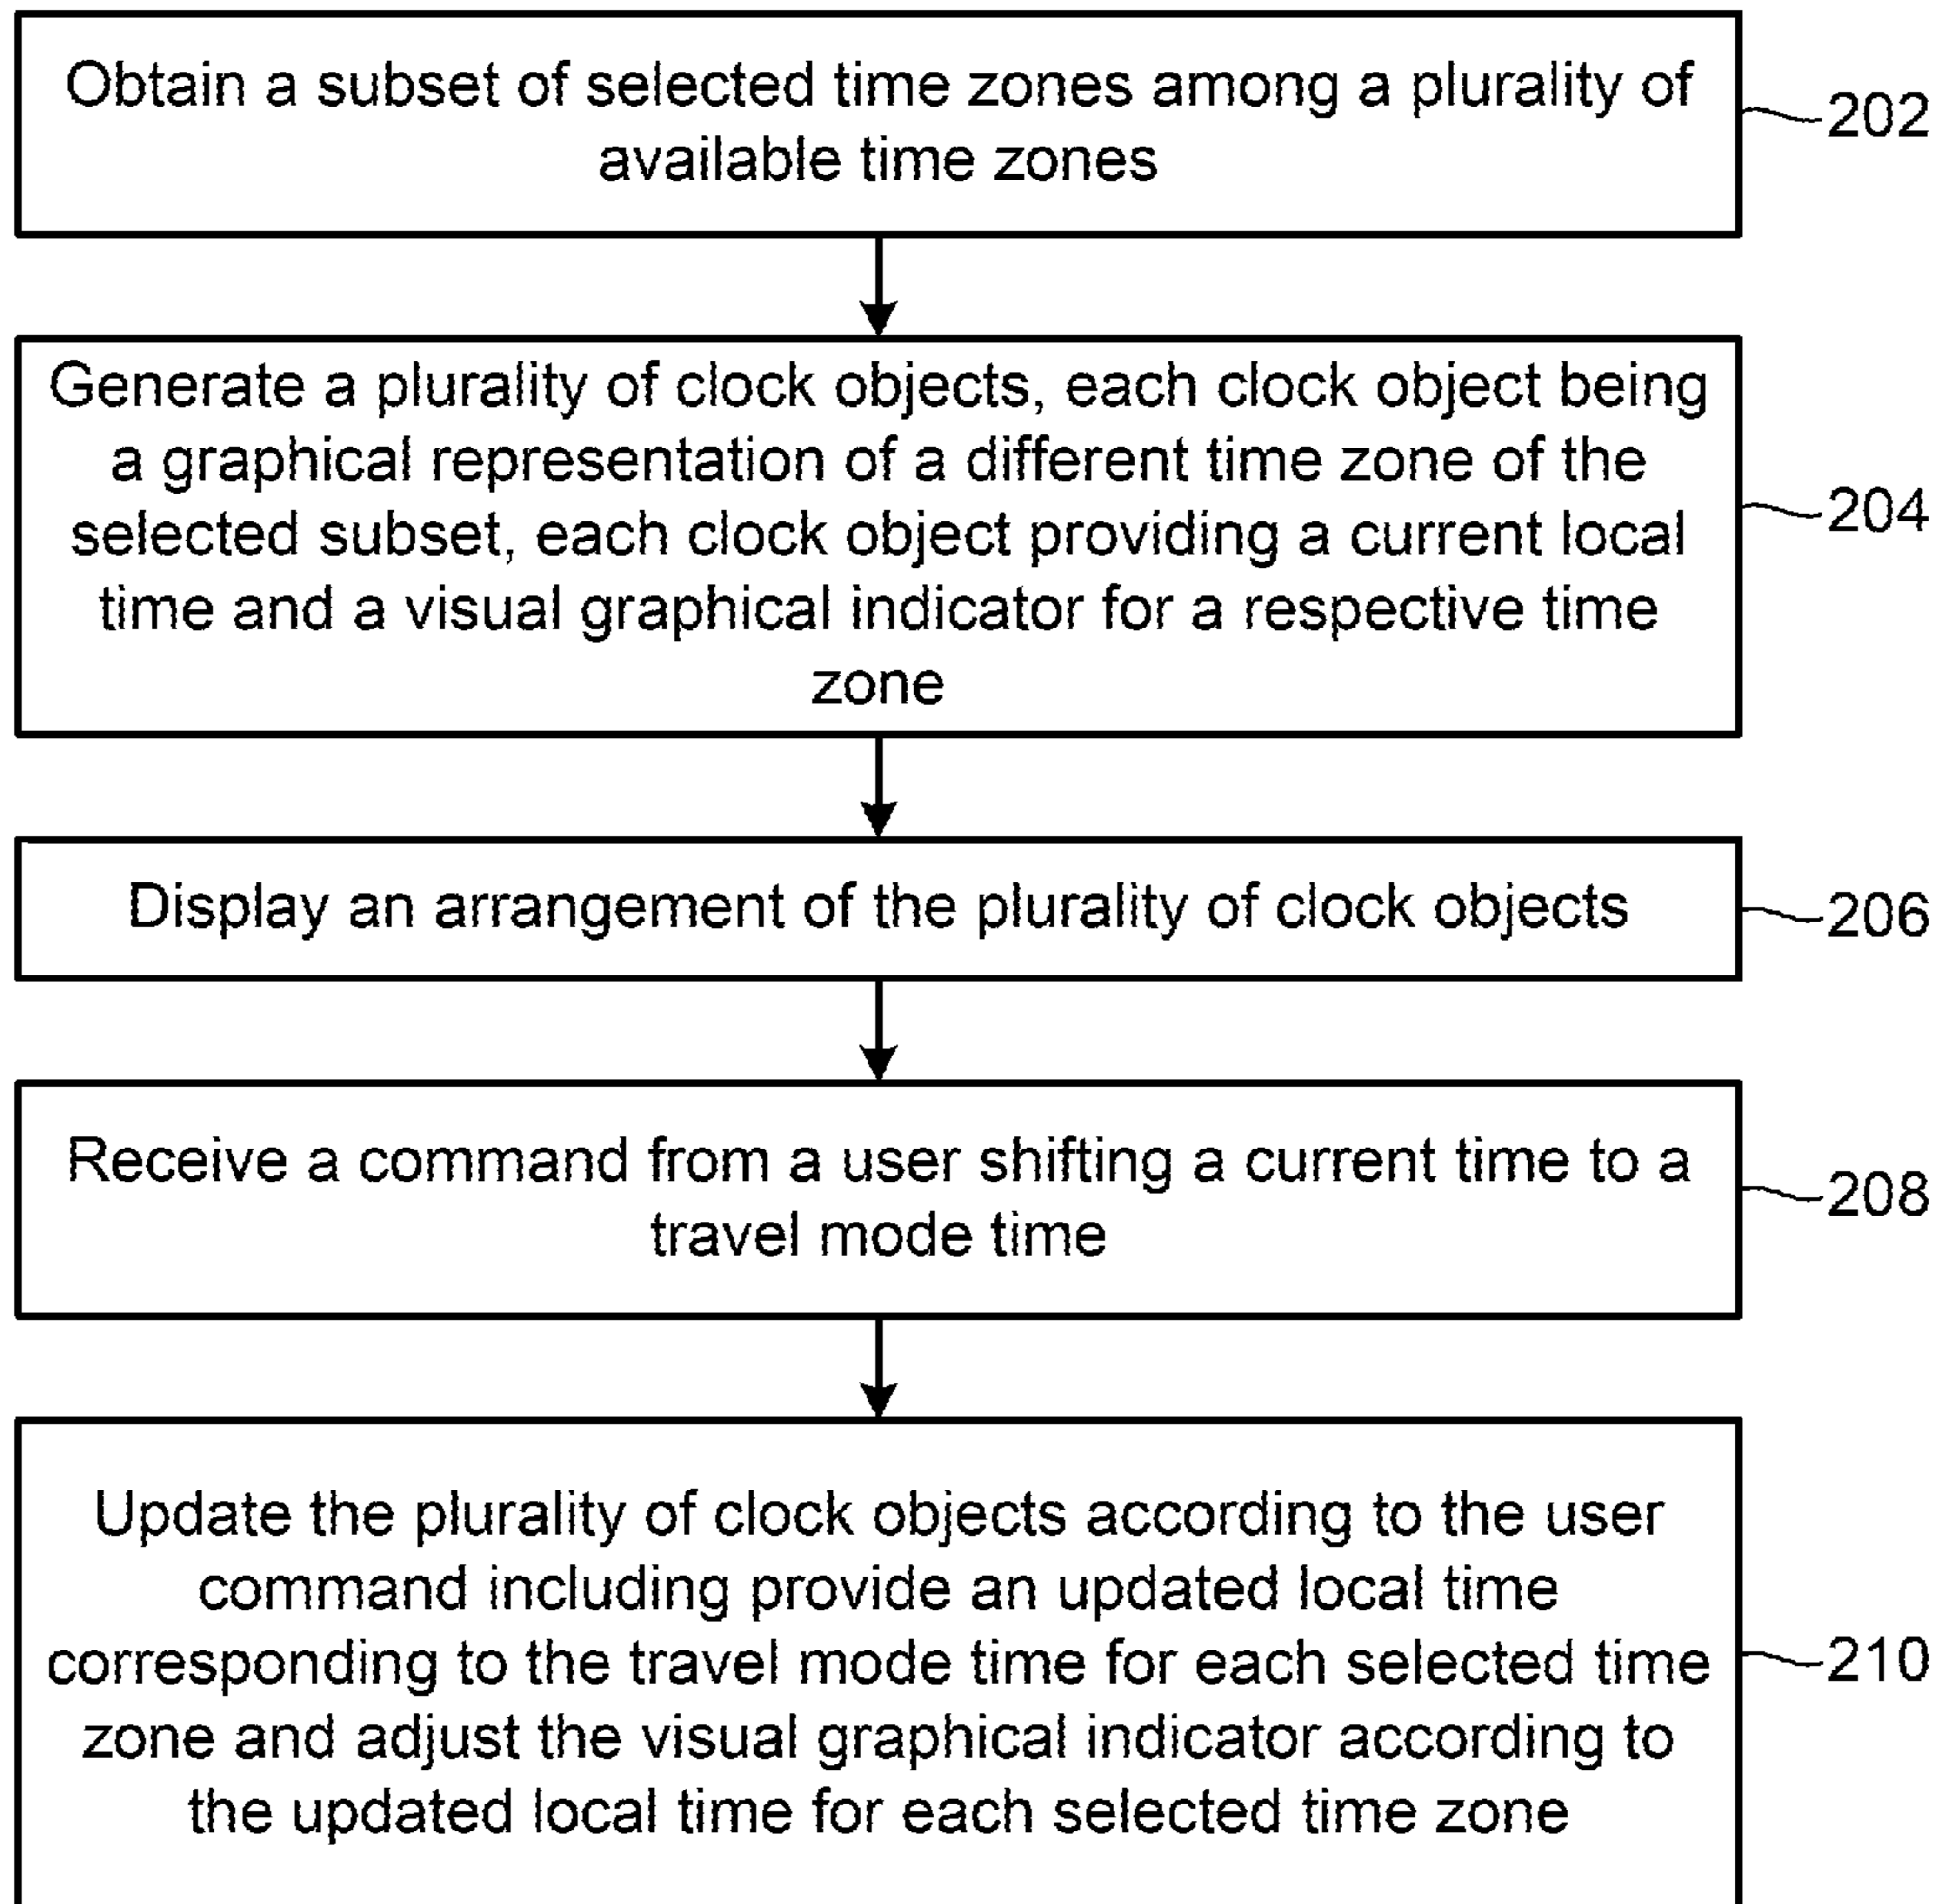 Obtain a subset of selected time zones among a plurality of
available time zones
202
Generate a plurality of clock objects, each clock object being
a graphical representation of a different time zone of the
selected subset, each clock object providing a current local
time and a visual graphical indicator for a respective time
zone
204
Display an arrangement of the plurality of clock objects
206
Receive a command from a user shifting a current time to a
travel mode time
208
Update the plurality of clock objects according to the user
command including provide an updated local time
corresponding to the travel mode time for each selected time
zone and adjust the visual graphical indicator according to
the updated local time for each selected time zone
210